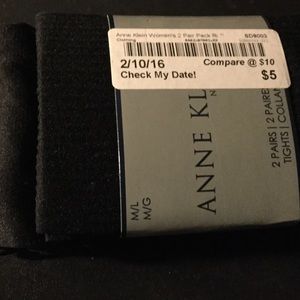 Anne Klein Women's 2 Pair Pack
Clothing
SD8003
2/10/16
Compare @ $10
Check My Date!
$5
M/L
M/G
ANNE KL
2 PAIRS | 2 PAIRE
TIGHTS | COLLAN